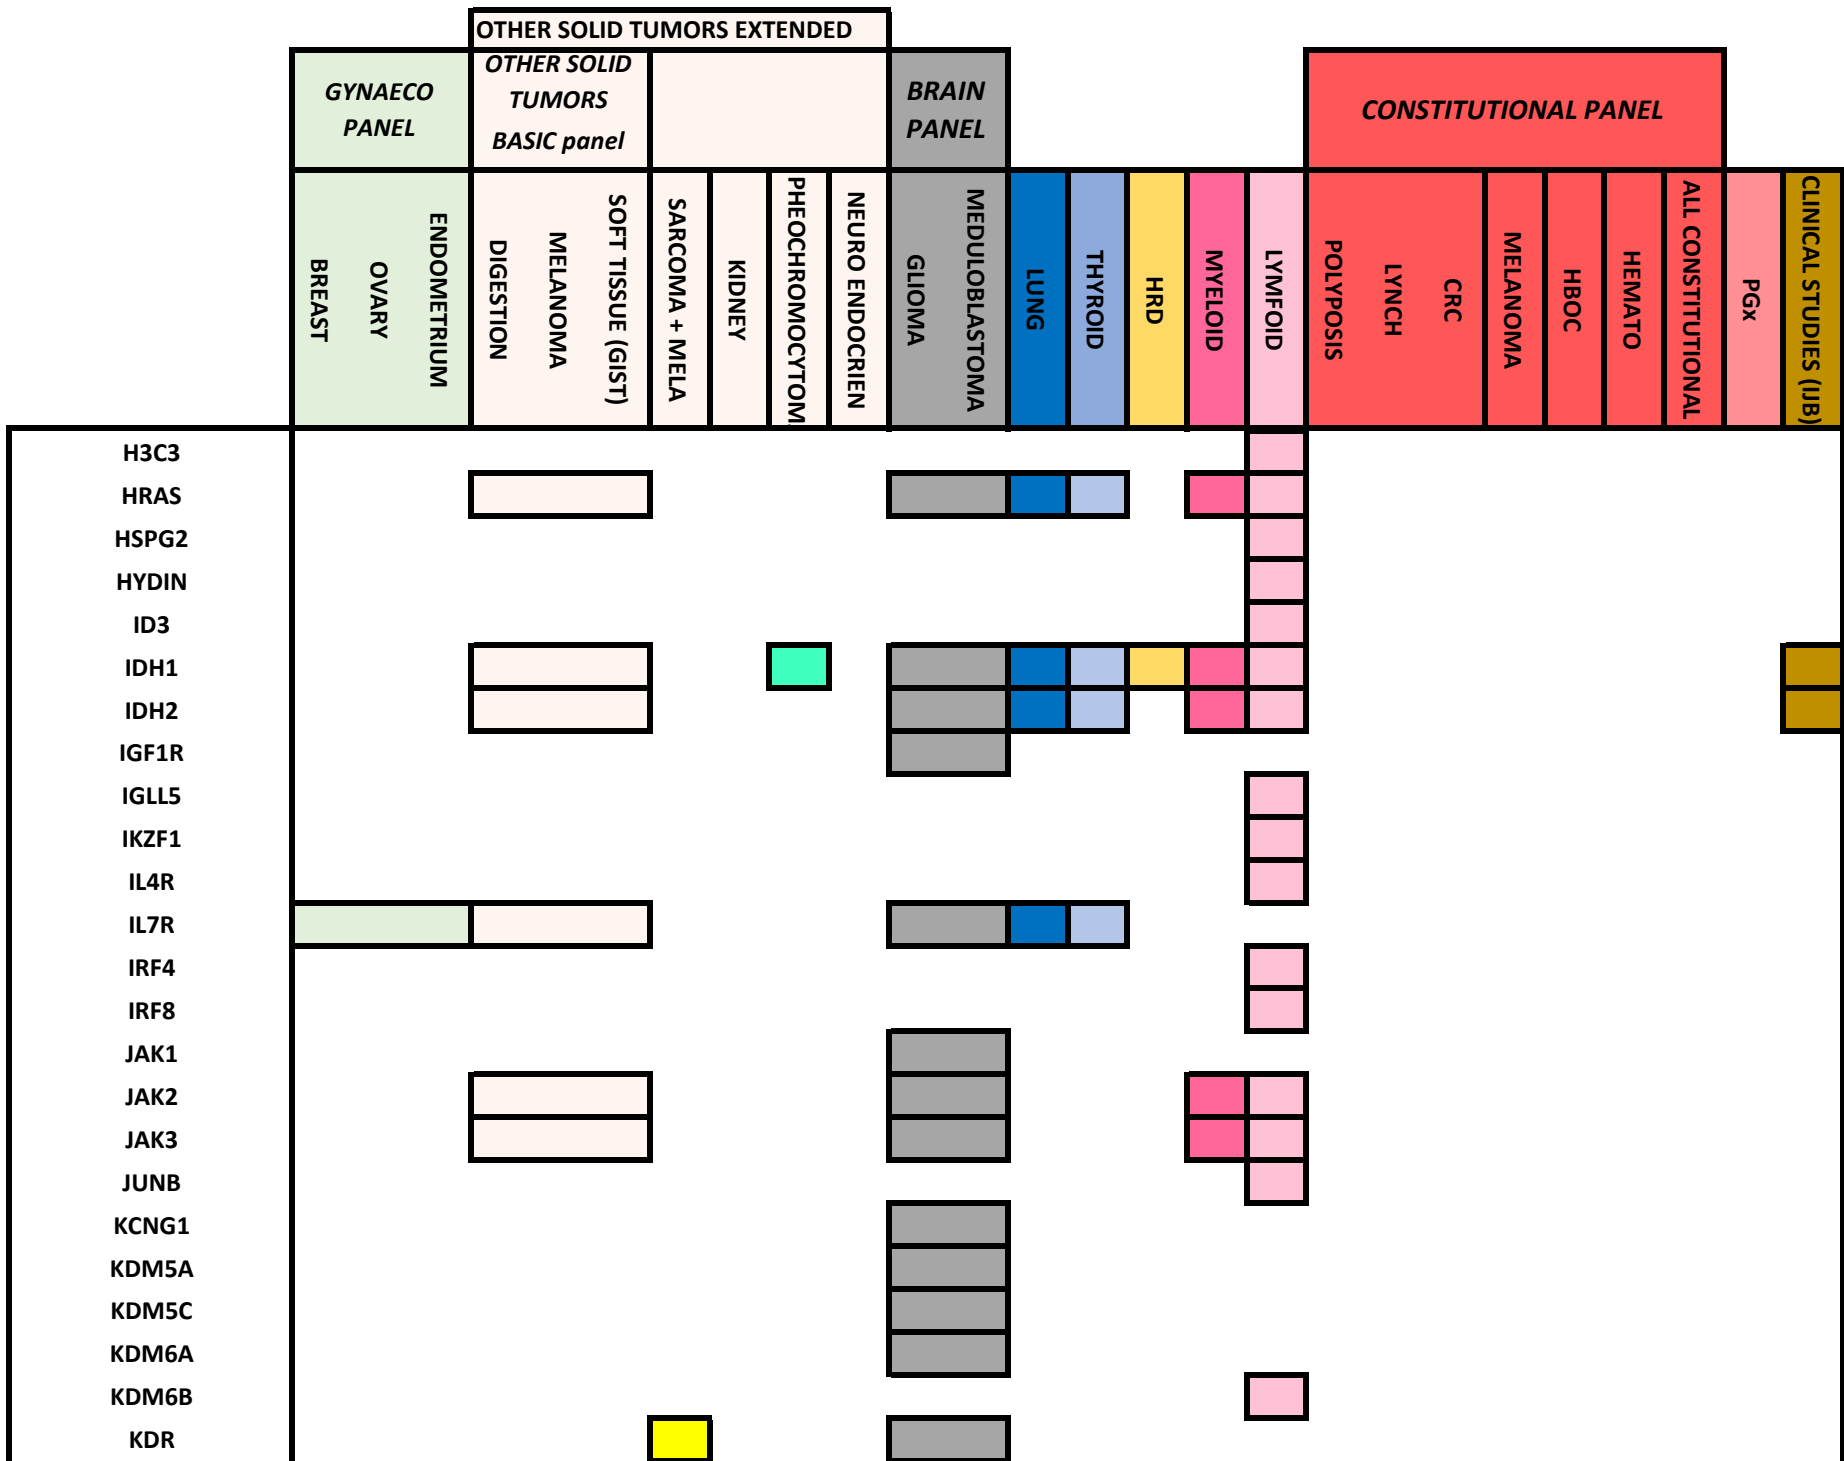 OTHER SOLID TUMORS EXTENDED
GYNAECO
PANEL
OTHER SOLID
TUMORS
BASIC panel
BRAIN
PANEL
CONSTITUTIONAL PANEL
BREAST
OVARY
ENDOMETRIUM
DIGESTION
MELANOMA
SOFT TISSUE (GIST)
SARCOMA + MELA
KIDNEY
PHEOCHROMOCYTOM
NEURO ENDOCRIEN
GLIOMA
MEDULOBLASTOMA
LUNG
THYROID
HRD
MYELOID
LYMFOID
POLYPOSIS
LYNCH
CRC
MELANOMA
HBOC
HEMATO
ALL CONSTITUTIONAL
PGx
CLINICAL STUDIES (IJB)
H3C3
HRAS
HSPG2
HYDIN
ID3
IDH1
IDH2
IGF1R
IGLL5
IKZF1
IL4R
IL7R
IRF4
IRF8
JAK1
JAK2
JAK3
JUNB
KCNG1
KDM5A
KDM5C
KDM6A
KDM6B
KDR